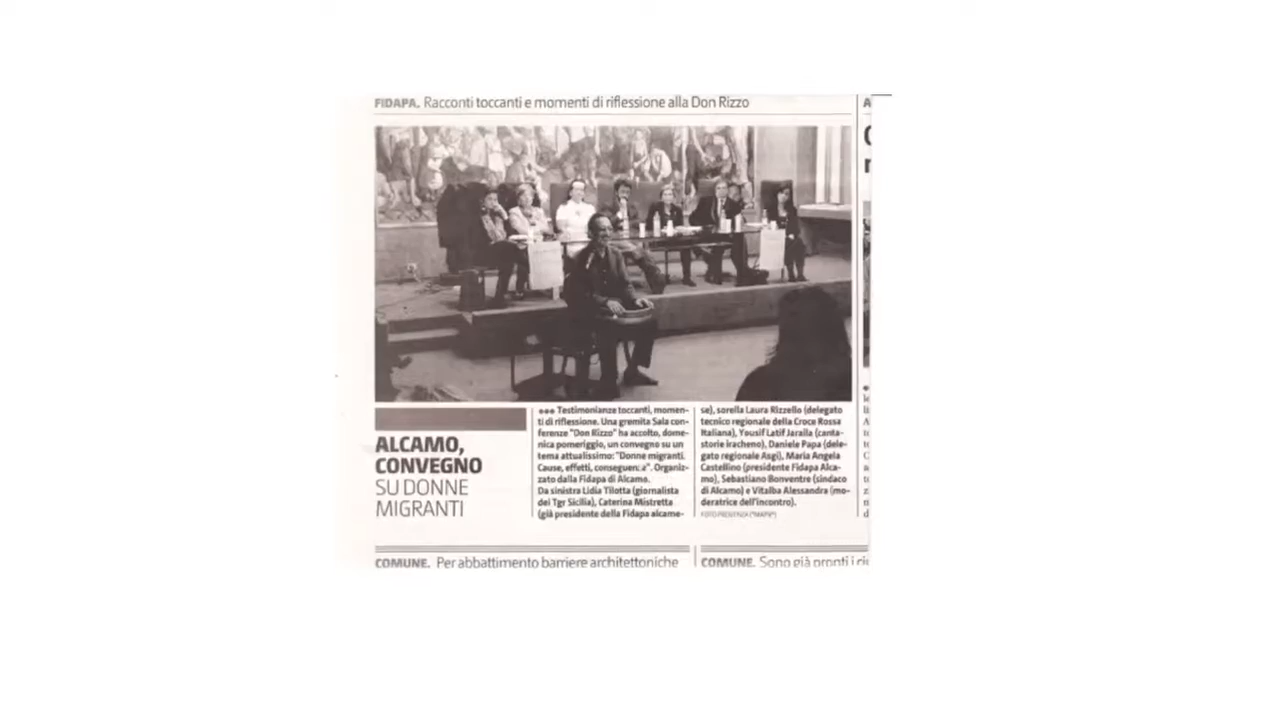 FIDAPA. Racconti toccanti e momenti di riflessione alla Don Rizzo
ALCAMO,
CONVEGNO
SU DONNE
MIGRANTI
●●● Testimonianze toccanti, momen-
ti di riflessione. Una gremita Sala con-
ferenze "Don Rizzo" ha accolto, dome-
nica pomeriggio, un convegno su un
tema attualissimo: "Donne migranti.
Cause, effetti, conseguenze". Organiz-
zato dalla Fidapa di Alcamo.
Da sinistra Lidia Tilotta (giornalista
del Tgr Sicilia), Caterina Mistretta
(già presidente della Fidapa alcame-
se), sorella Laura Rizzello (delegato
tecnico regionale della Croce Rossa
Italiana), Yousif Latif Jaralla (canta-
storie iracheno), Daniele Papa (dele-
gato regionale Asgi), Maria Angela
Castellino (presidente Fidapa Alca-
mo), Sebastiano Bonventre (sindaco
di Alcamo) e Vitalba Alessandra (mo-
deratrice dell'incontro).
COMUNE. Per abbattimento barriere architettoniche
COMUNE. Sono già pronti i